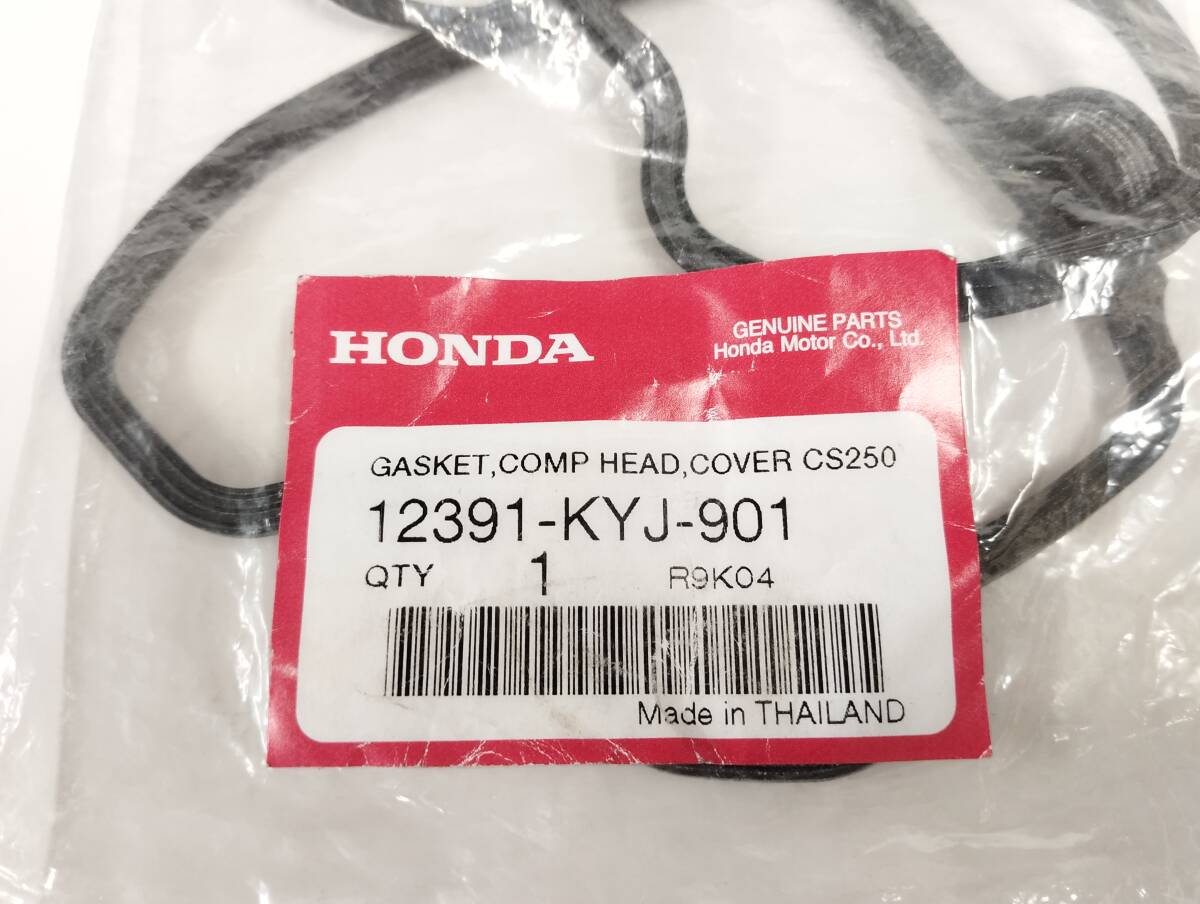 HONDA
GENUINE PARTS
Honda Motor Co., Ltd.
GASKET,COMP HEAD,COVER CS250
12391-KYJ-901
QTY 1 R9K04
Made in THAILAND